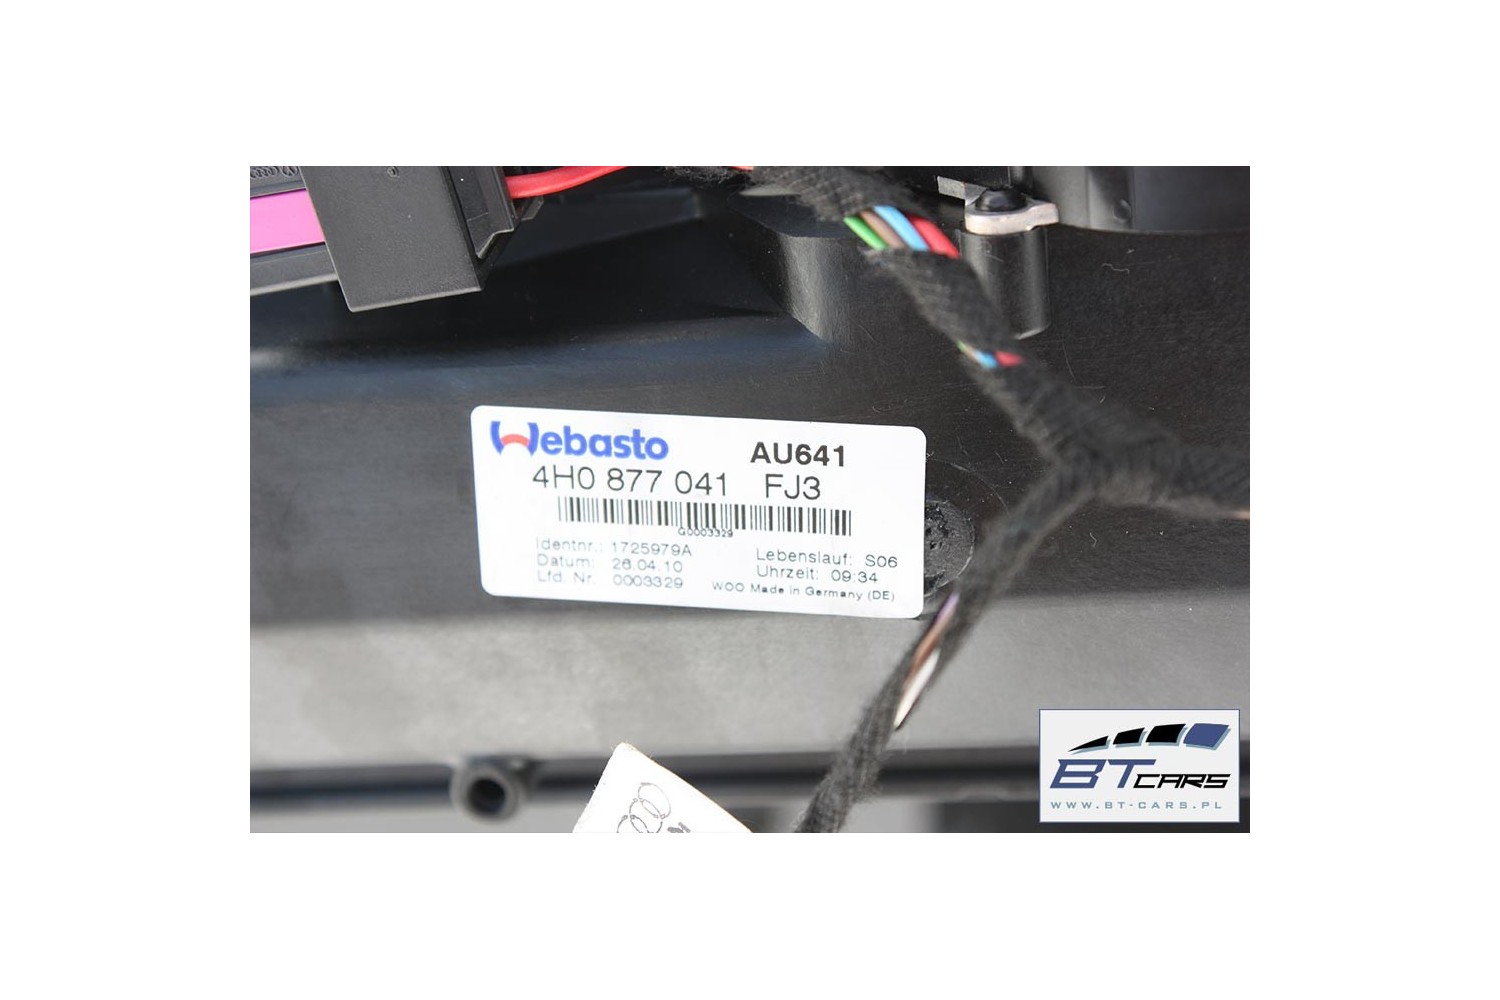 Webasto AU641
4H0 877 041 FJ3
G0003329
Identnr.: 1725979A Lebenslauf: S06
Datum: 26.04.10 Uhrzeit: 09:34
Lfd. Nr. 0003329 WOO Made in Germany (DE)
BT CARS
WWW.BT-CARS.PL